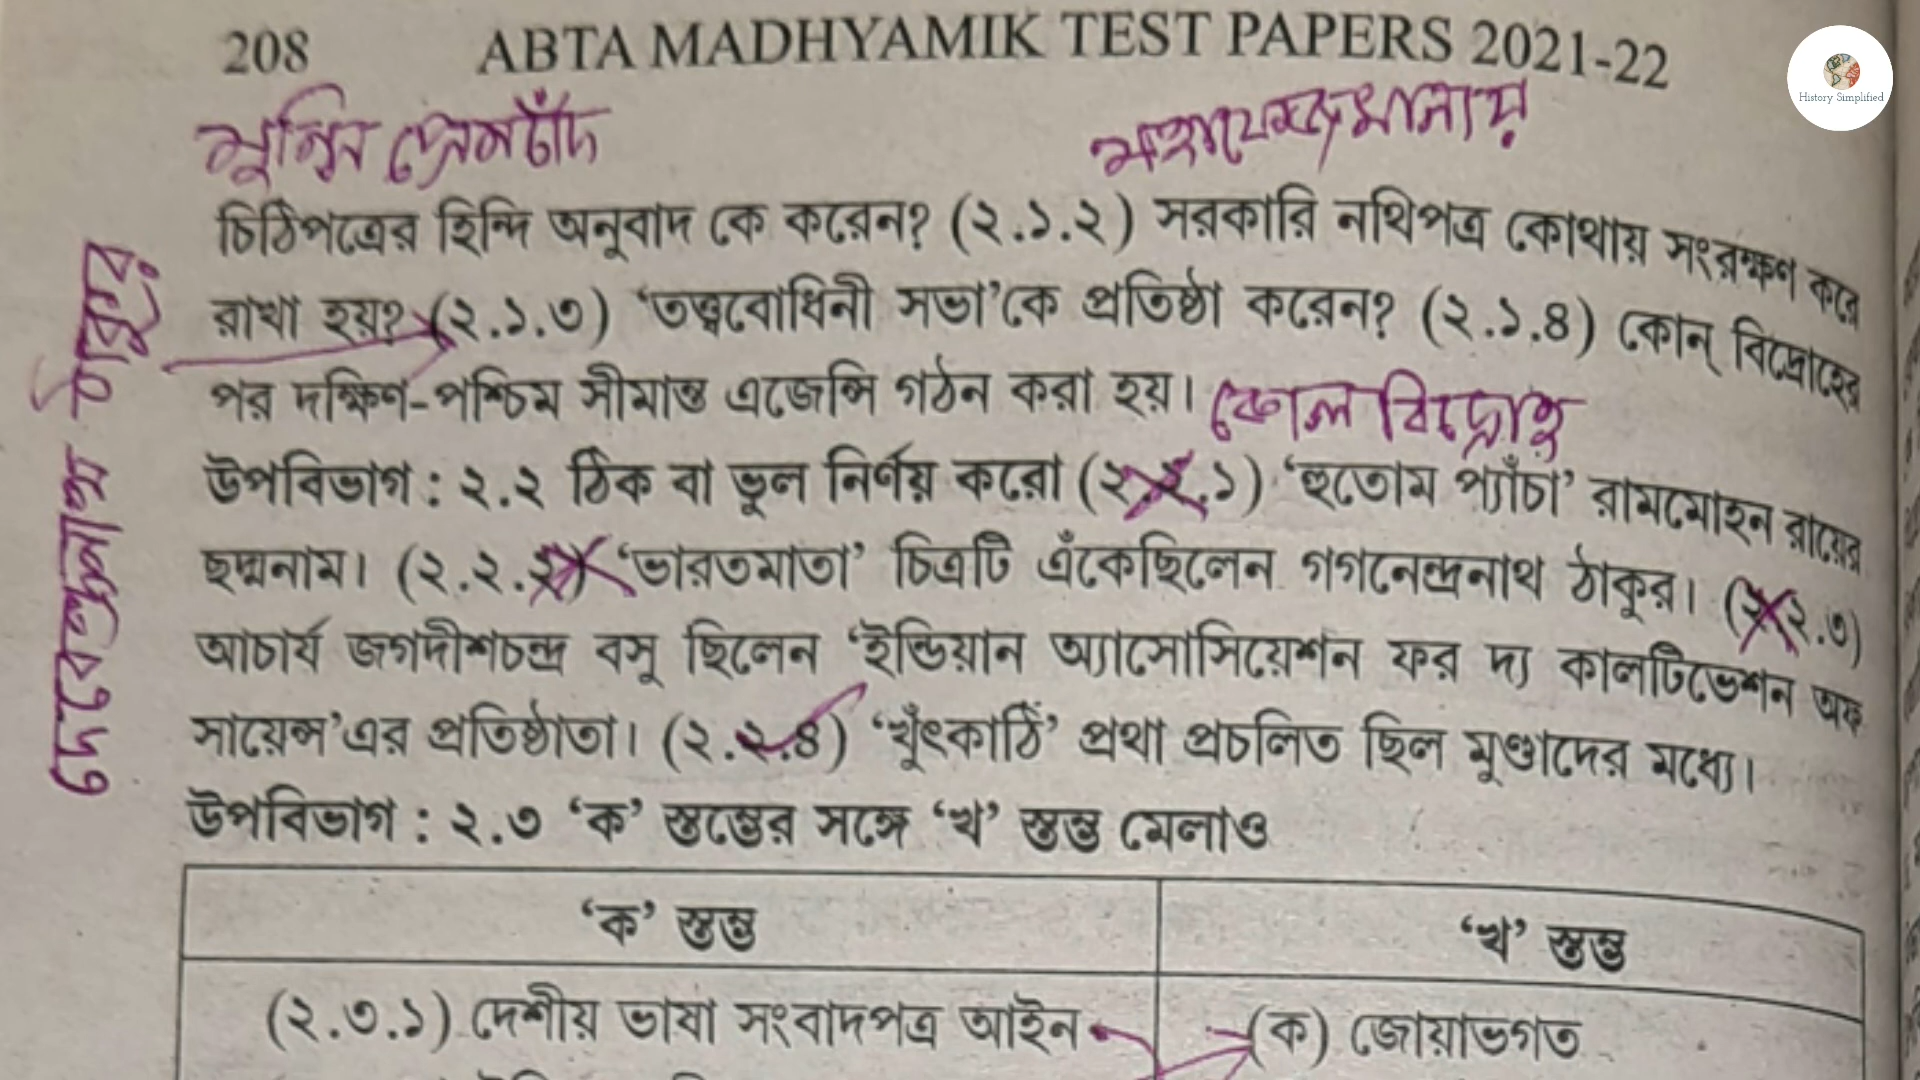 208 ABTA MADHYAMIK TEST PAPERS 2021-22
History Simplified
মুন্সি প্রেমচাঁদ মহাফেজখানায়
চিঠিপত্রের হিন্দি অনুবাদ কে করেন? (২.১.২) সরকারি নথিপত্র কোথায় সংরক্ষণ করে
রাখা হয়? (২.১.৩) ‘তত্ত্ববোধিনী সভা’কে প্রতিষ্ঠা করেন? (২.১.৪) কোন্ বিদ্রোহের
পর দক্ষিণ-পশ্চিম সীমান্ত এজেন্সি গঠন করা হয়। কোল বিদ্রোহ
দেবেন্দ্রনাথ ঠাকুর
উপবিভাগ : ২.২ ঠিক বা ভুল নির্ণয় করো (২.২.১) ‘হুতোম প্যাঁচা’ রামমোহন রায়ের
ছদ্মনাম। (২.২.২) ‘ভারতমাতা’ চিত্রটি এঁকেছিলেন গগনেন্দ্রনাথ ঠাকুর। (২.২.৩)
আচার্য জগদীশচন্দ্র বসু ছিলেন ‘ইন্ডিয়ান অ্যাসোসিয়েশন ফর দ্য কালটিভেশন অফ
সায়েন্স’এর প্রতিষ্ঠাতা। (২.২.৪) ‘খুঁৎকাঠি’ প্রথা প্রচলিত ছিল মুণ্ডাদের মধ্যে।
উপবিভাগ : ২.৩ ‘ক’ স্তম্ভের সঙ্গে ‘খ’ স্তম্ভ মেলাও
‘ক’ স্তম্ভ ‘খ’ স্তম্ভ
(২.৩.১) দেশীয় ভাষা সংবাদপত্র আইন (ক) জোয়াভগত